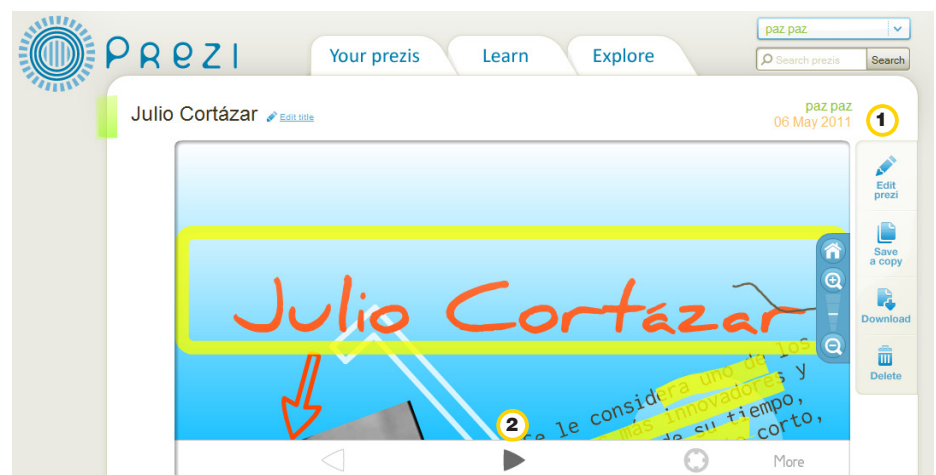 PREZI
Your prezis
Learn
Explore
paz paz
Search prezis
Search
Julio Cortázar
Edit title
paz paz
06 May 2011
1
Edit
prezi
Save
a copy
Download
Delete
Julio Cortázar
le considera uno de los
más innovadores y
de su tiempo,
corto,
2
More